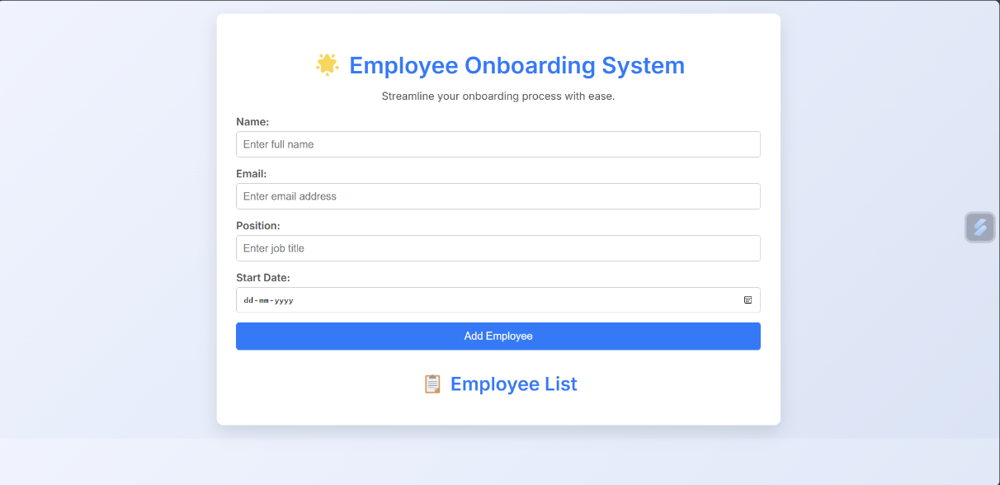 Employee Onboarding System
Streamline your onboarding process with ease.
Name:
Enter full name
Email:
Enter email address
Position:
Enter job title
Start Date:
dd-mm-yyyy
Add Employee
Employee List